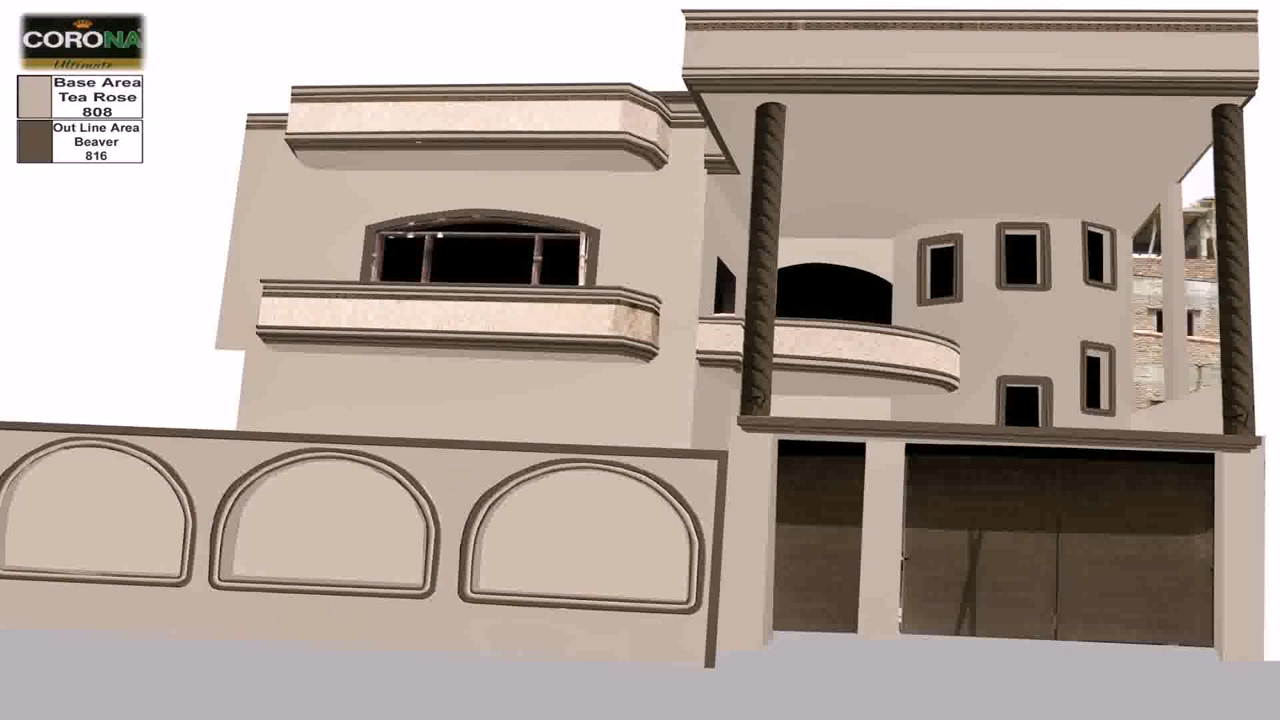 CORONA
Ultimate
Base Area
Tea Rose
808
Out Line Area
Beaver
816